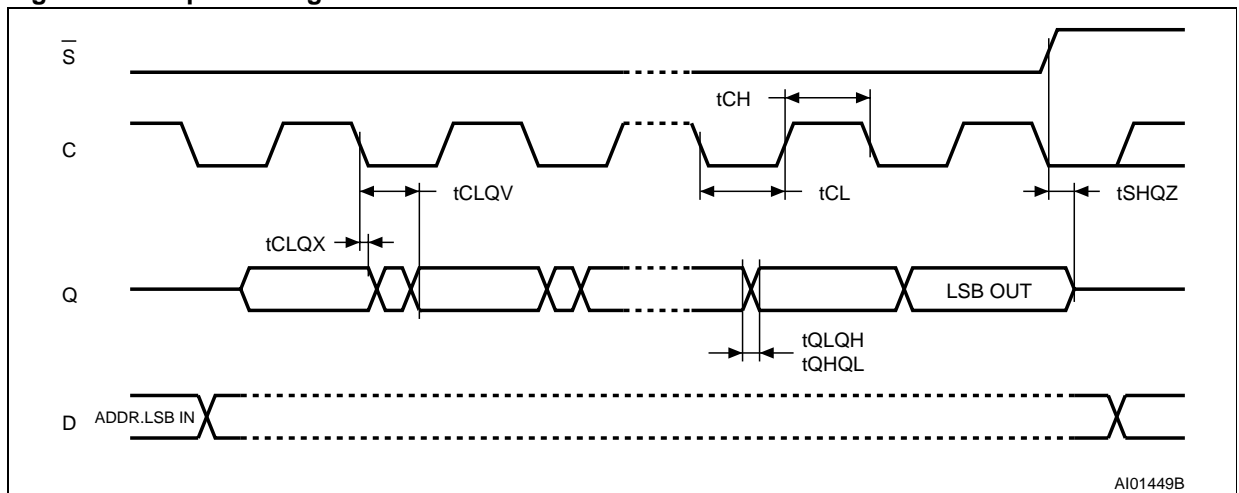 S
tCH
C
tCLQV
tCL
tSHQZ
tCLQX
Q
LSB OUT
tQLQH
tQHQL
D
ADDR.LSB IN
AI01449B